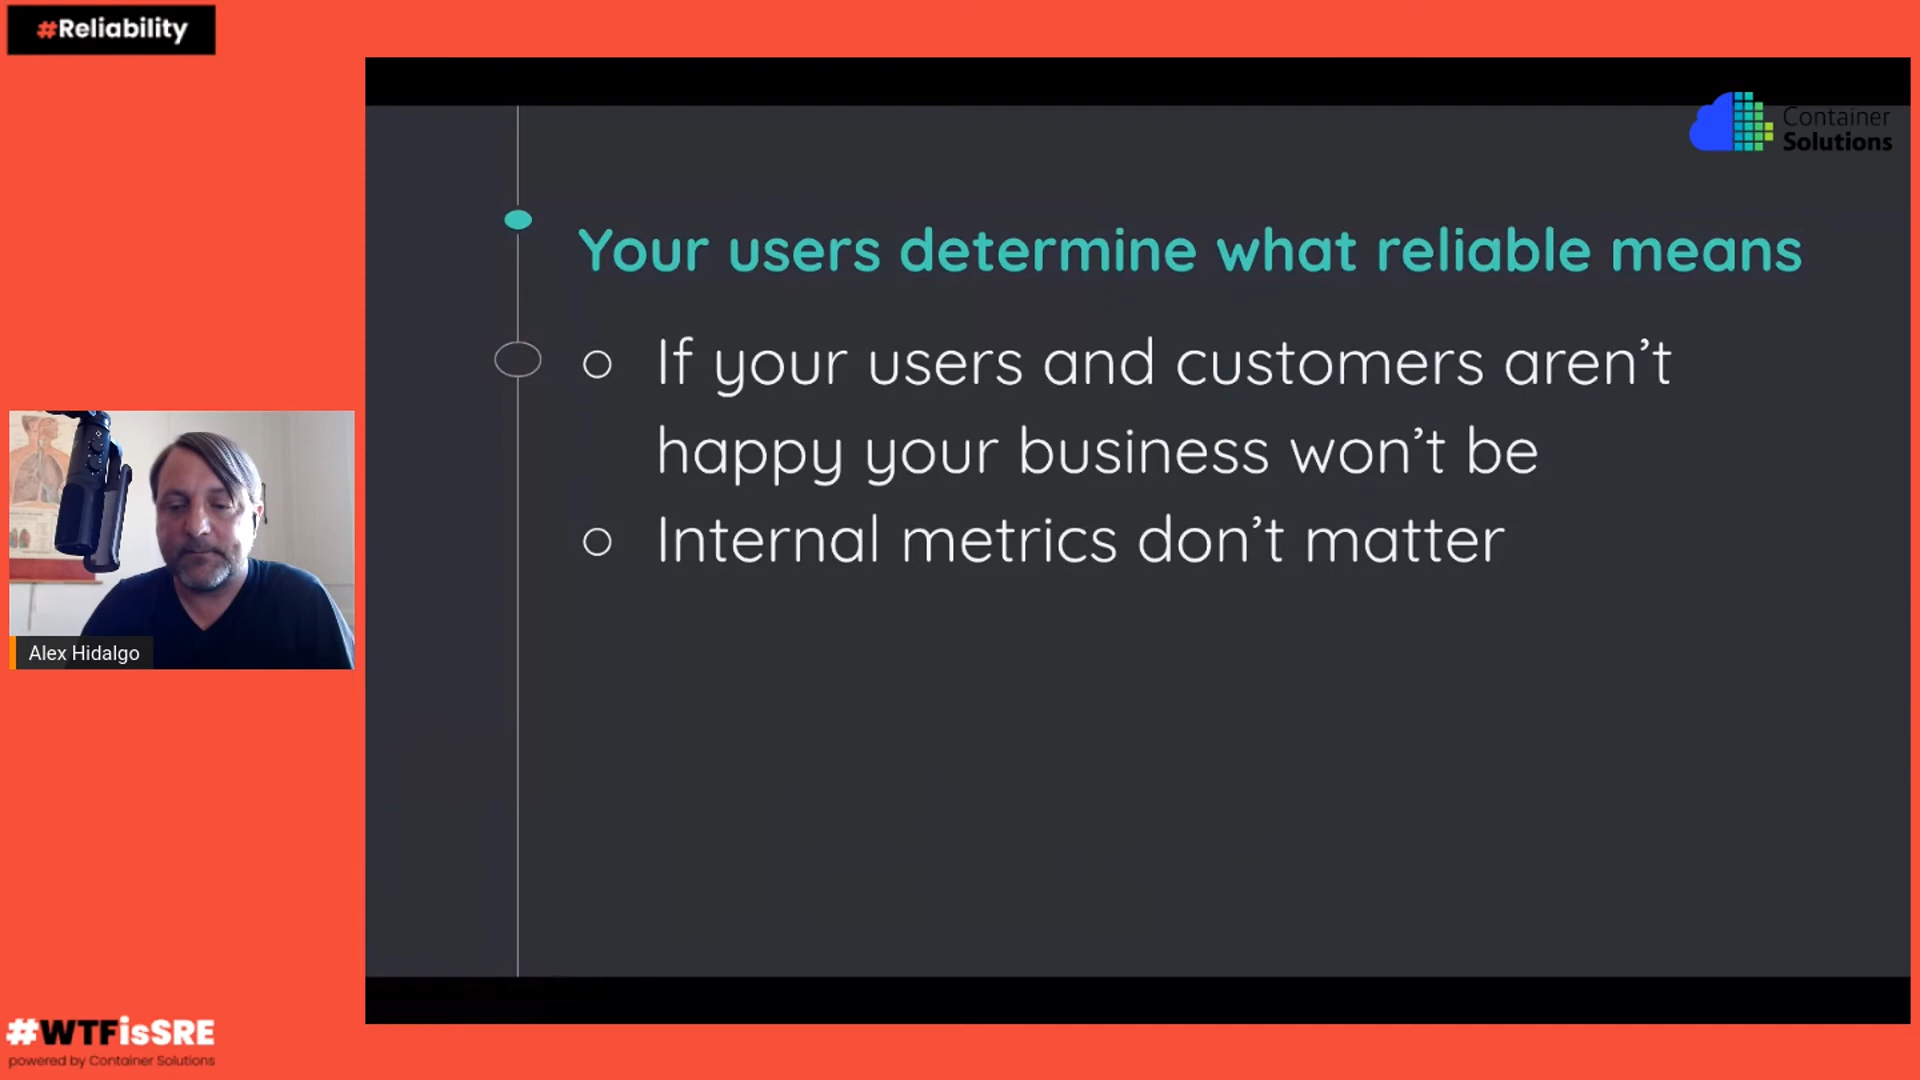 #Reliability
Container
Solutions
Your users determine what reliable means
○ If your users and customers aren’t
happy your business won’t be
○ Internal metrics don’t matter
Alex Hidalgo
#WTFisSRE
powered by Container Solutions